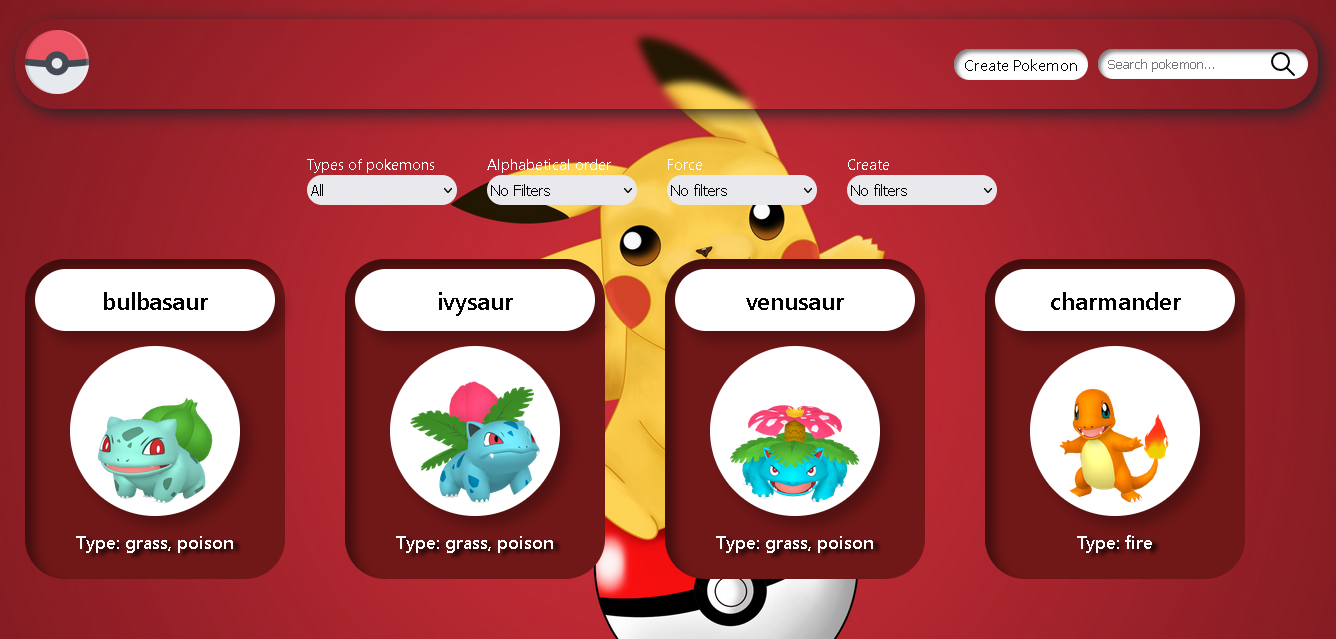 Create Pokemon
Search pokemon...
Types of pokemons
Alphabetical order
Force
Create
All
No Filters
No filters
No filters
bulbasaur
ivysaur
venusaur
charmander
Type: grass, poison
Type: grass, poison
Type: grass, poison
Type: fire